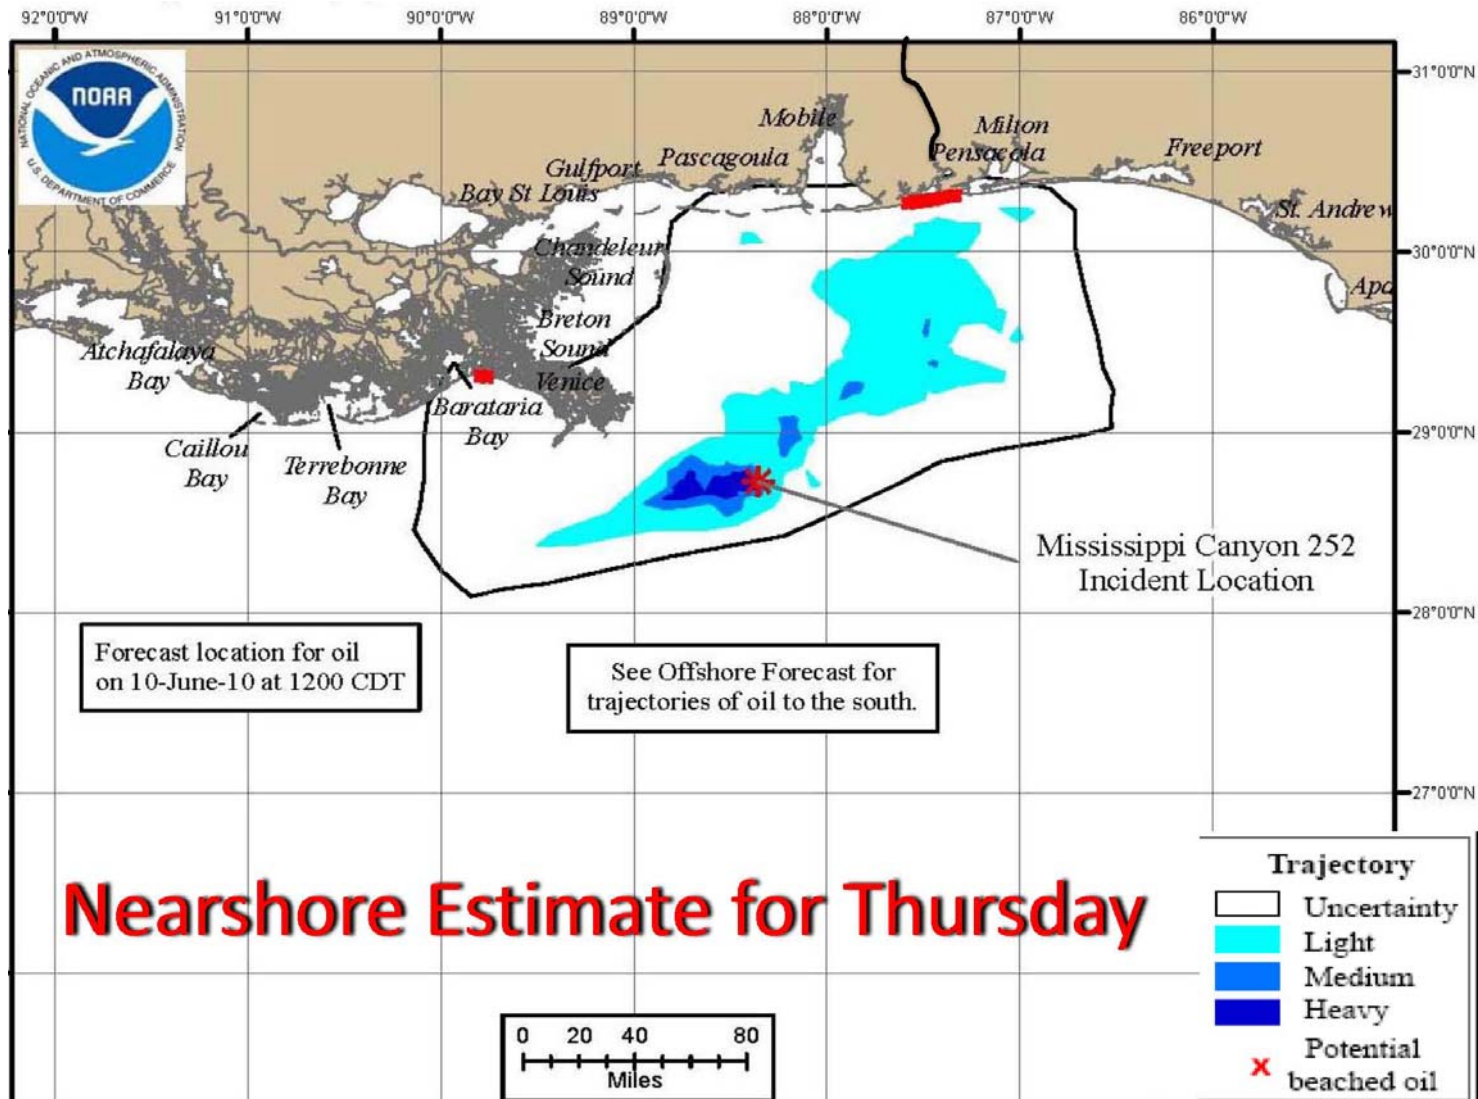 92°0'0"W 91°0'0"W 90°0'0"W 89°0'0"W 88°0'0"W 87°0'0"W 86°0'0"W
NATIONAL OCEANIC AND ATMOSPHERIC ADMINISTRATION
NOAA
U.S. DEPARTMENT OF COMMERCE
31°0'0"N
Mobile
Milton
Pensacola
Freeport
Gulfport
Pascagoula
Bay St Louis
St. Andrew
30°0'0"N
Chandeleur
Sound
Apa
Breton
Sound
Venice
Atchafalaya
Bay
Barataria
Bay
29°0'0"N
Caillou
Bay
Terrebonne
Bay
Mississippi Canyon 252
Incident Location
28°0'0"N
Forecast location for oil
on 10-June-10 at 1200 CDT
See Offshore Forecast for
trajectories of oil to the south.
27°0'0"N
Nearshore Estimate for Thursday
Trajectory
Uncertainty
Light
Medium
Heavy
x Potential
beached oil
0 20 40 80
Miles